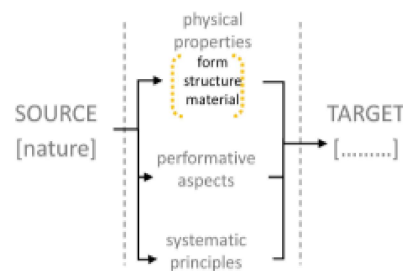 physical
properties
form
structure
material
SOURCE
[nature]
TARGET
[.........]
performative
aspects
systematic
principles